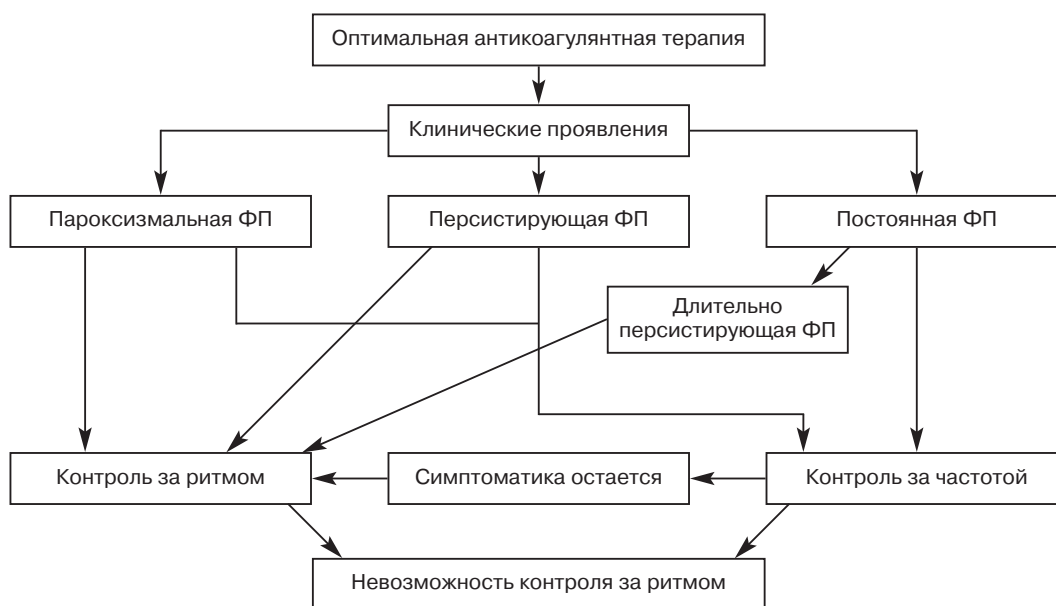 Оптимальная антикоагулянтная терапия
Клинические проявления
Пароксизмальная ФП
Персистирующая ФП
Постоянная ФП
Длительно
персистирующая ФП
Контроль за ритмом
Симптоматика остается
Контроль за частотой
Невозможность контроля за ритмом